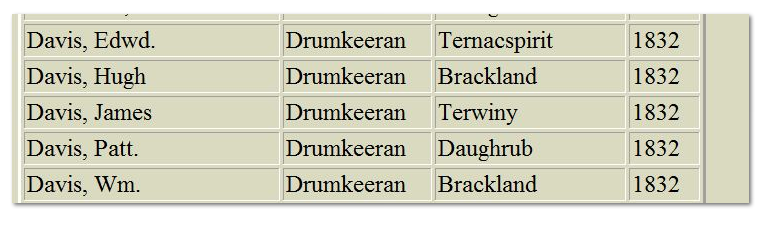 Davis, Edwd. Drumkeeran Ternacspirit 1832
Davis, Hugh Drumkeeran Brackland 1832
Davis, James Drumkeeran Terwiny 1832
Davis, Patt. Drumkeeran Daughrub 1832
Davis, Wm. Drumkeeran Brackland 1832